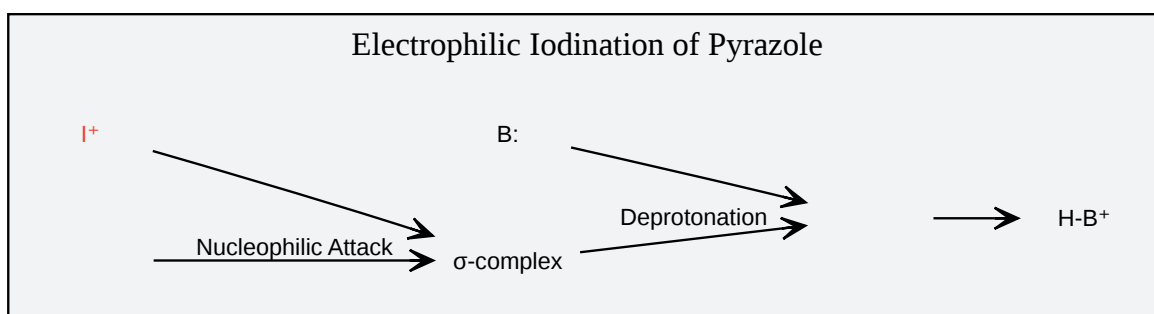 Electrophilic Iodination of Pyrazole
I⁺
B:
Nucleophilic Attack
σ-complex
Deprotonation
H-B⁺